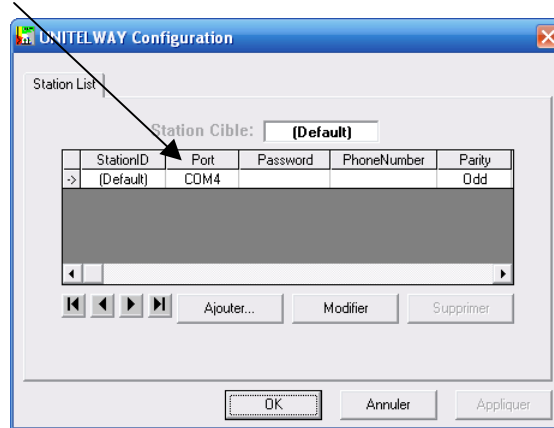 UNITELWAY Configuration
Station List
Station Cible: (Default)
StationID Port Password PhoneNumber Parity
-> (Default) COM4 Odd
Ajouter... Modifier Supprimer
OK Annuler Appliquer